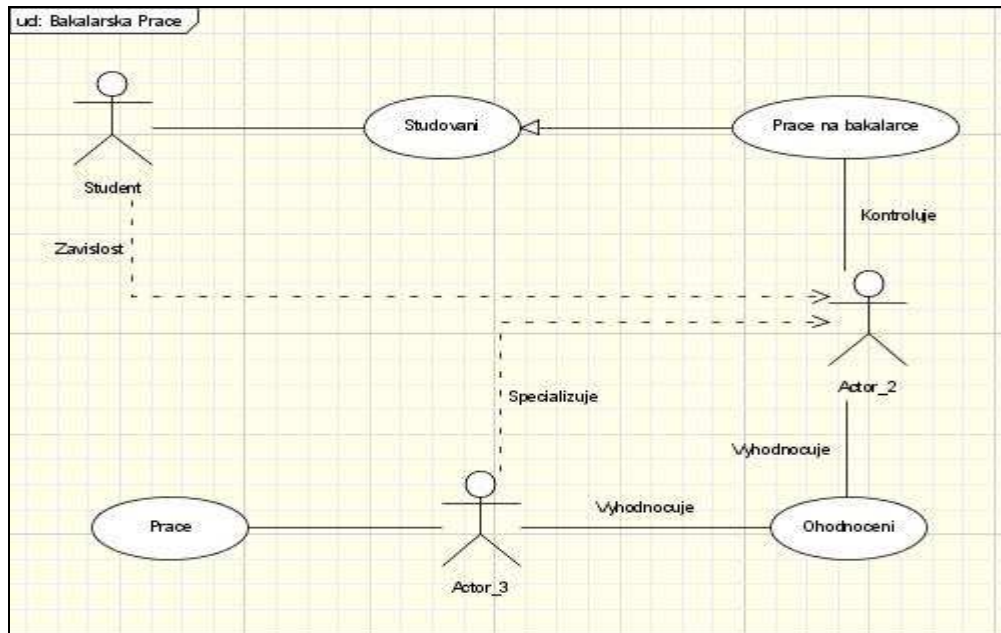 ud: Bakalarska Prace
Studovani
Prace na bakalarce
Student
Kontroluje
Zavislost
Actor_2
Specializuje
Vyhodnocuje
Vyhodnocuje
Prace
Ohodnoceni
Actor_3